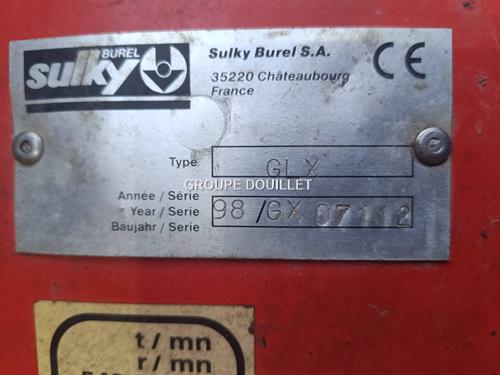 BUREL
sulky
Sulky Burel S.A.
35220 Châteaubourg
France
CE
Type GLX
GROUPE DOUILLET
Année / Série
Year / Serie 98/GX 07112
Baujahr / Serie
t/mn
r/mn